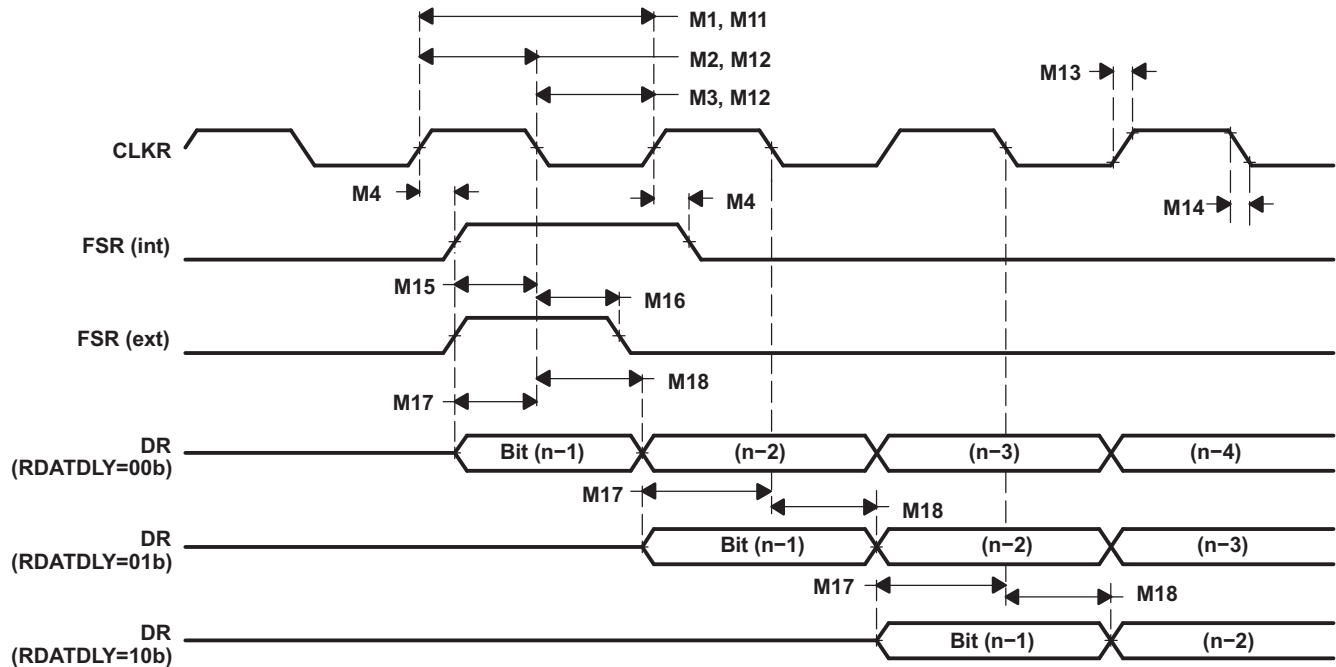 M1, M11
M2, M12
M3, M12
M13
CLKR
M4
M4
M14
FSR (int)
M15
M16
FSR (ext)
M18
M17
DR
(RDATDLY=00b)
Bit (n−1)
(n−2)
(n−3)
(n−4)
M17
M18
DR
(RDATDLY=01b)
Bit (n−1)
(n−2)
(n−3)
M17
M18
DR
(RDATDLY=10b)
Bit (n−1)
(n−2)